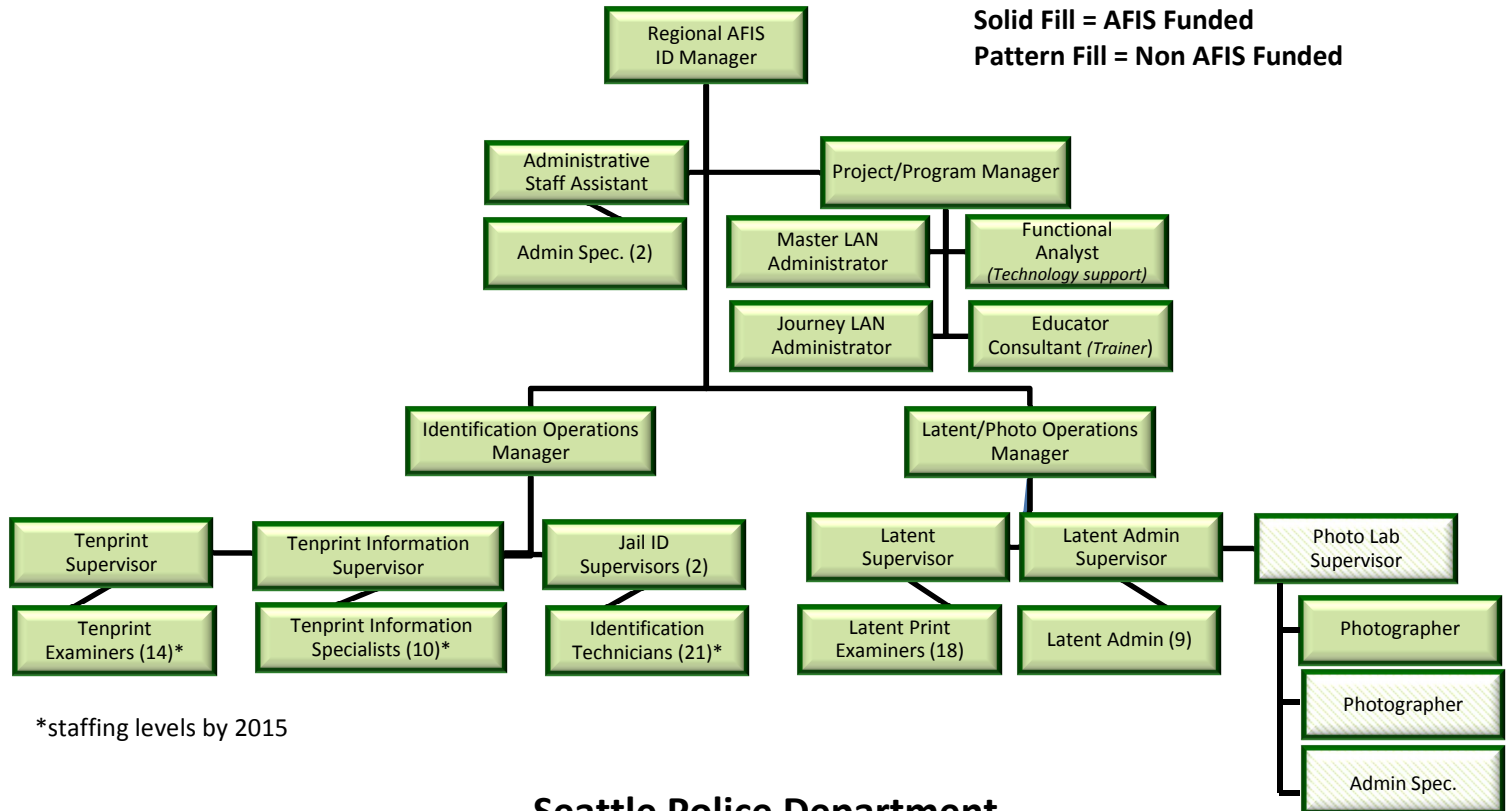 Solid Fill = AFIS Funded
Pattern Fill = Non AFIS Funded
Regional AFIS
ID Manager
Administrative
Staff Assistant
Project/Program Manager
Admin Spec. (2)
Master LAN
Administrator
Functional
Analyst
(Technology support)
Journey LAN
Administrator
Educator
Consultant (Trainer)
Identification Operations
Manager
Latent/Photo Operations
Manager
Tenprint
Supervisor
Tenprint Information
Supervisor
Jail ID
Supervisors (2)
Latent
Supervisor
Latent Admin
Supervisor
Photo Lab
Supervisor
Tenprint
Examiners (14)*
Tenprint Information
Specialists (10)*
Identification
Technicians (21)*
Latent Print
Examiners (18)
Latent Admin (9)
Photographer
Photographer
Admin Spec.
*staffing levels by 2015
Seattle Police Department